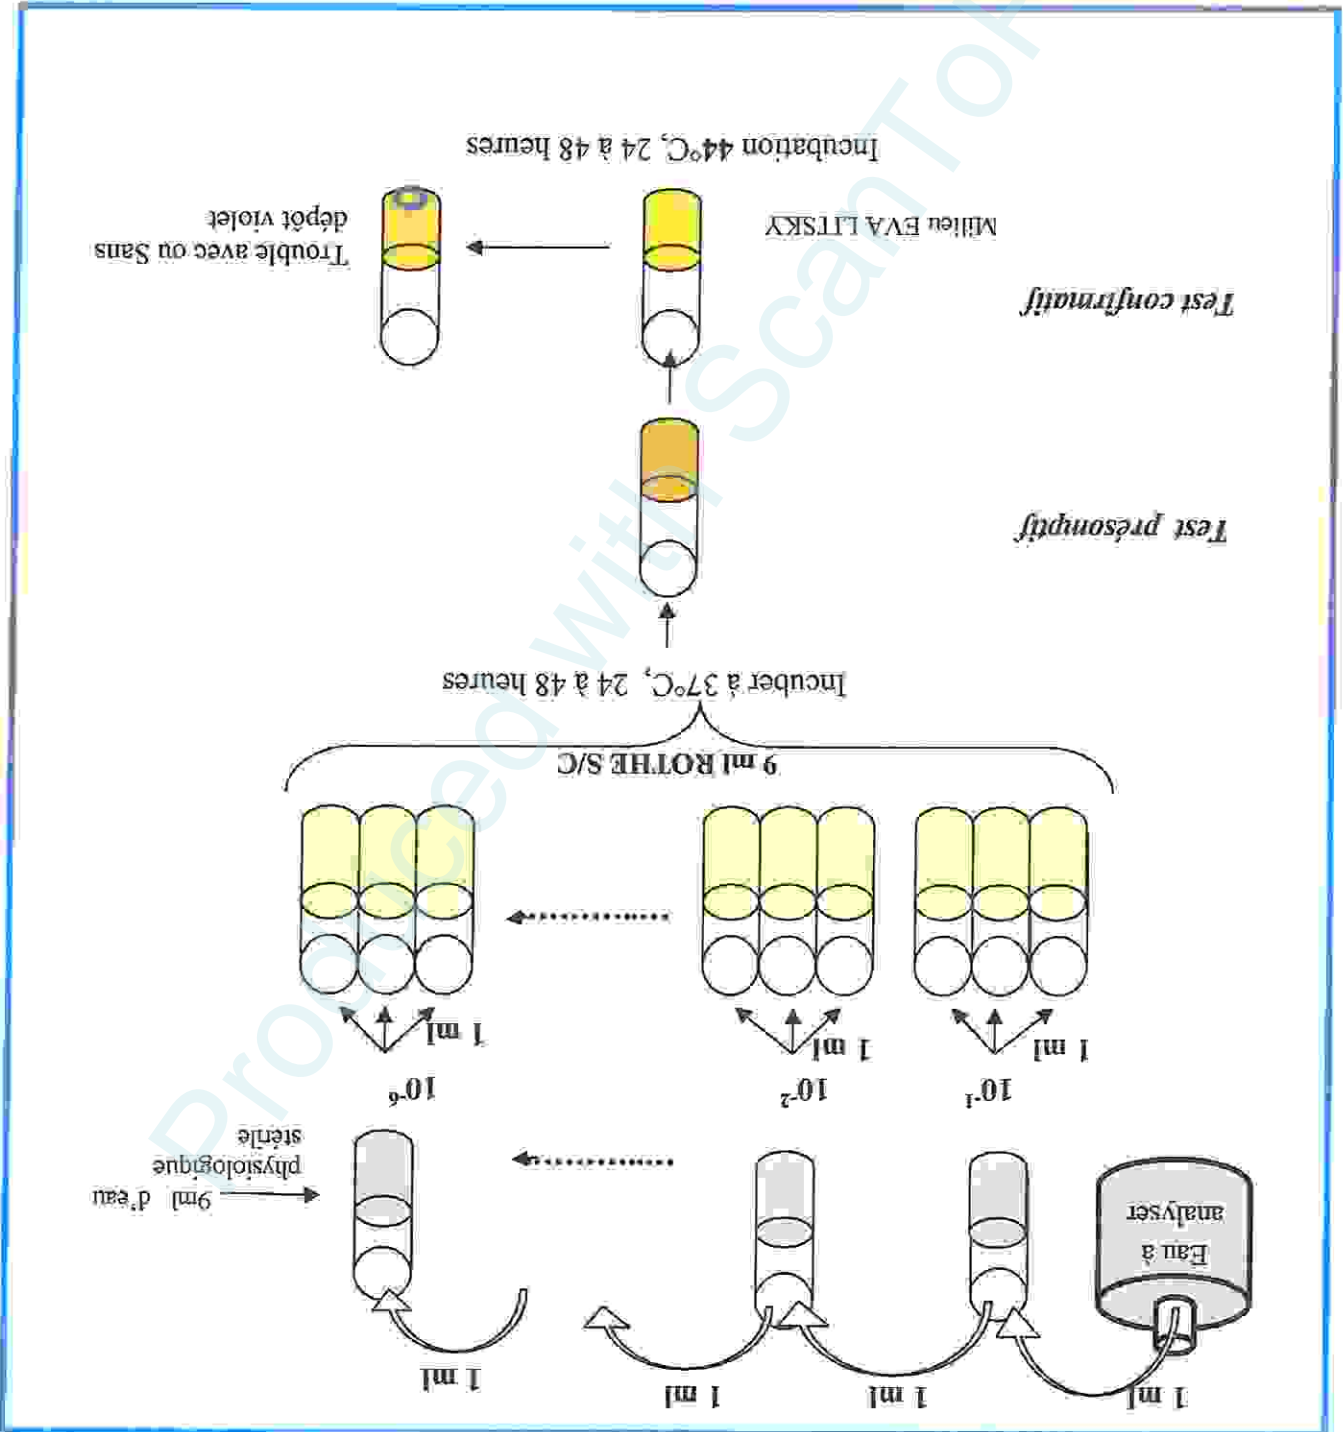 1 ml 1 ml 1 ml 1 ml
Eau à
analyser
9ml d'eau
physiologique
stérile
10-1 10-2 10-6
1 ml 1 ml 1 ml
9 ml ROTHE S/C
Incuber à 37°C, 24 à 48 heures
Test présomptif
Test confirmatif
Milieu EVA LITSKY
Trouble avec ou Sans
dépôt violet
Incubation 44°C, 24 à 48 heures
Produced with ScanTo